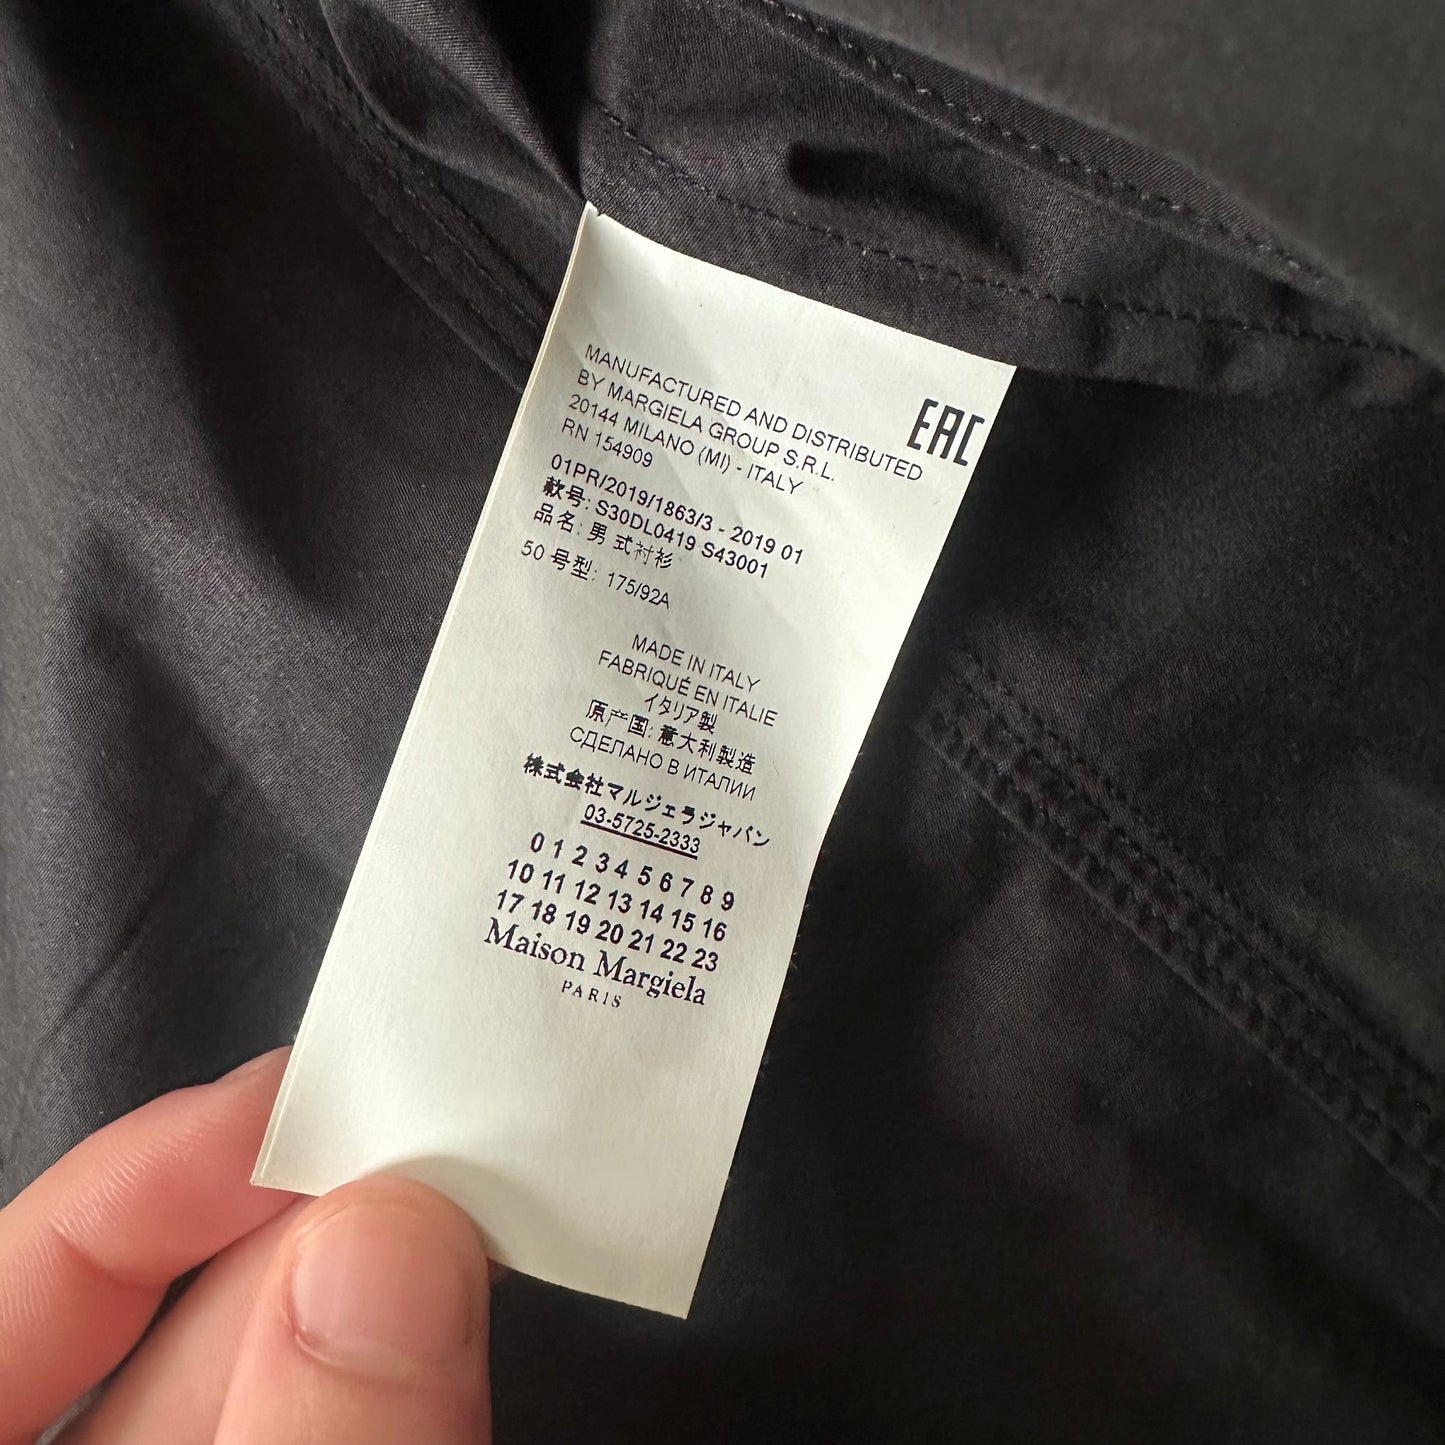 MANUFACTURED AND DISTRIBUTED
BY MARGIELA GROUP S.R.L.
20144 MILANO (MI) - ITALY
RN 154909
EAC
01PR/2019/1863/3 - 2019 01
款号: S30DL0419 S43001
品名: 男 式衬衫
50 号型: 175/92A
MADE IN ITALY
FABRIQUÉ EN ITALIE
イタリア製
原产国: 意大利製造
СДЕЛАНО В ИТАЛИИ
株式会社マルジェラジャパン
03-5725-2333
0 1 2 3 4 5 6 7 8 9
10 11 12 13 14 15 16
17 18 19 20 21 22 23
Maison Margiela
PARIS